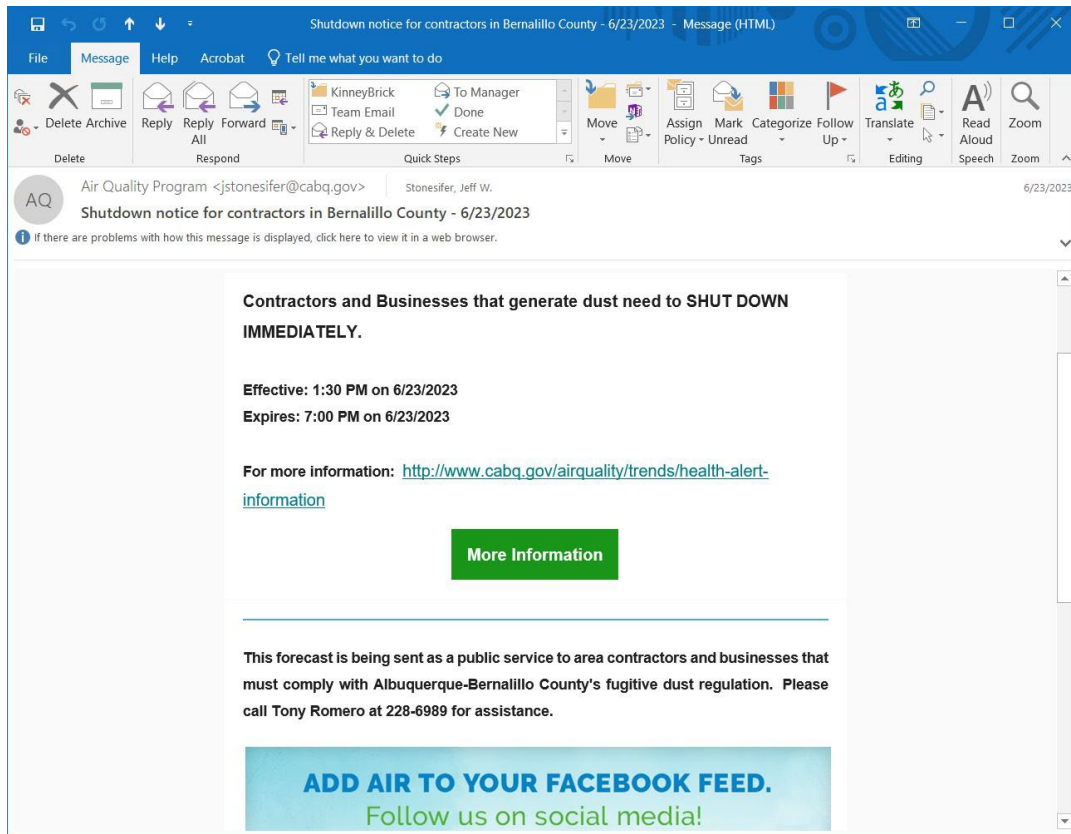 Shutdown notice for contractors in Bernalillo County - 6/23/2023 - Message (HTML)
File Message Help Acrobat Tell me what you want to do
Delete Archive Reply Reply All Forward
KinneyBrick To Manager
Team Email Done
Reply & Delete Create New
Move Assign Policy Mark Unread Categorize Follow Up Translate Read Aloud Zoom
Delete Respond Quick Steps Move Tags Editing Speech Zoom
AQ
Air Quality Program <jstonesifer@cabq.gov> Stonesifer, Jeff W. 6/23/2023
Shutdown notice for contractors in Bernalillo County - 6/23/2023
If there are problems with how this message is displayed, click here to view it in a web browser.
Contractors and Businesses that generate dust need to SHUT DOWN
IMMEDIATELY.
Effective: 1:30 PM on 6/23/2023
Expires: 7:00 PM on 6/23/2023
For more information: http://www.cabq.gov/airquality/trends/health-alert-
information
More Information
This forecast is being sent as a public service to area contractors and businesses that
must comply with Albuquerque-Bernalillo County's fugitive dust regulation. Please
call Tony Romero at 228-6989 for assistance.
ADD AIR TO YOUR FACEBOOK FEED.
Follow us on social media!